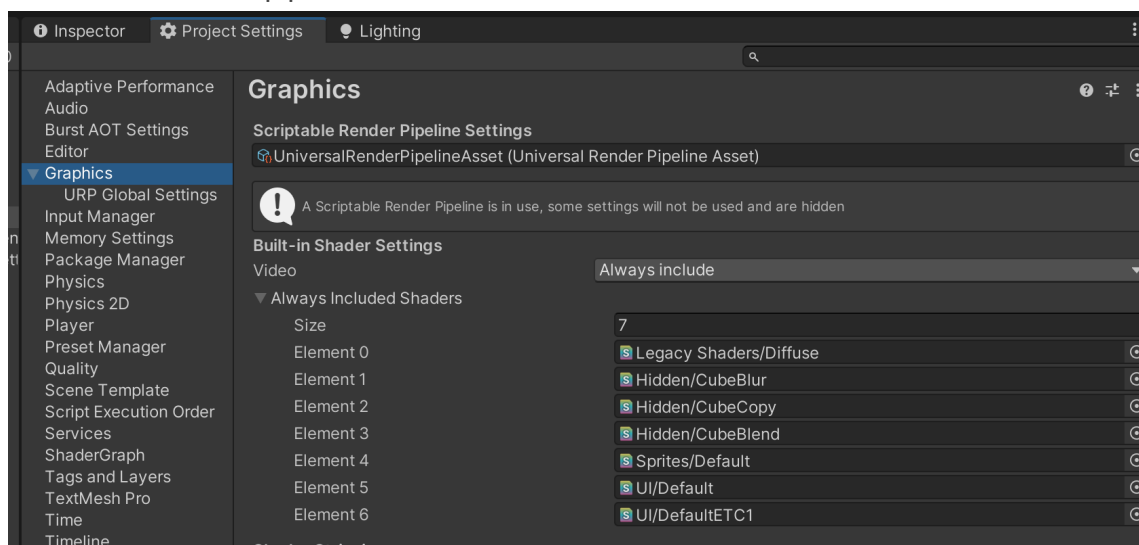 Inspector Project Settings Lighting
Adaptive Performance
Audio
Burst AOT Settings
Editor
Graphics
URP Global Settings
Input Manager
Memory Settings
Package Manager
Physics
Physics 2D
Player
Preset Manager
Quality
Scene Template
Script Execution Order
Services
ShaderGraph
Tags and Layers
TextMesh Pro
Time
Timeline
Graphics
Scriptable Render Pipeline Settings
UniversalRenderPipelineAsset (Universal Render Pipeline Asset)
A Scriptable Render Pipeline is in use, some settings will not be used and are hidden
Built-in Shader Settings
Video Always include
Always Included Shaders
Size 7
Element 0 Legacy Shaders/Diffuse
Element 1 Hidden/CubeBlur
Element 2 Hidden/CubeCopy
Element 3 Hidden/CubeBlend
Element 4 Sprites/Default
Element 5 UI/Default
Element 6 UI/DefaultETC1